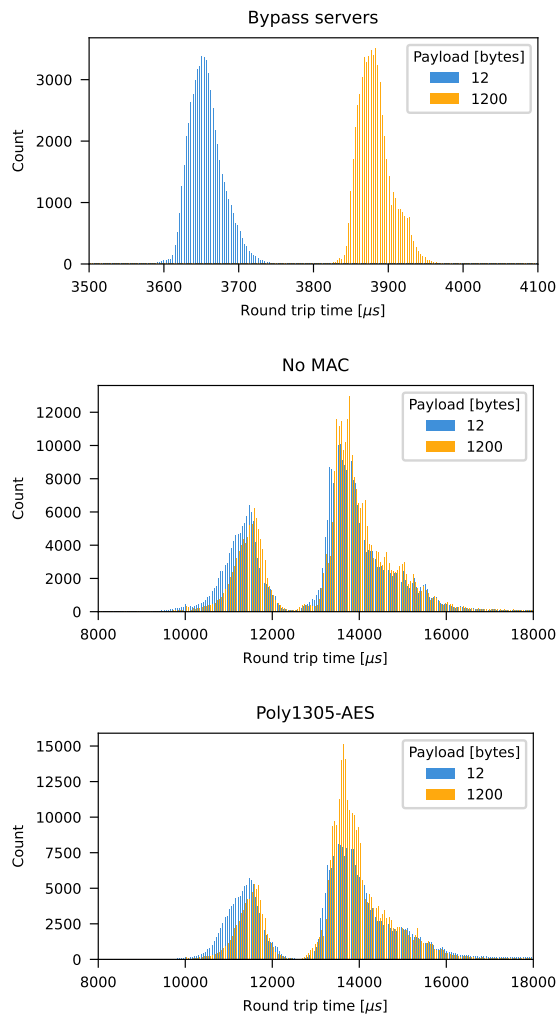 Bypass servers
Payload [bytes]
12
1200
Count
3000
2000
1000
0
3500 3600 3700 3800 3900 4000 4100
Round trip time [μs]
No MAC
Payload [bytes]
12
1200
Count
12000
10000
8000
6000
4000
2000
0
8000 10000 12000 14000 16000 18000
Round trip time [μs]
Poly1305-AES
Payload [bytes]
12
1200
Count
15000
12500
10000
7500
5000
2500
0
8000 10000 12000 14000 16000 18000
Round trip time [μs]